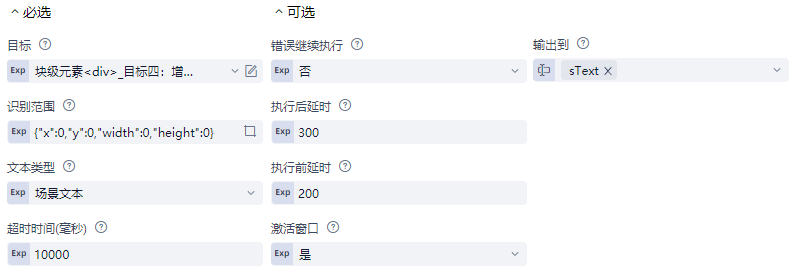 必选
可选
目标
错误继续执行
输出到
Exp 块级元素<div>_目标四：增...
Exp 否
sText ×
识别范围
执行后延时
Exp {"x":0,"y":0,"width":0,"height":0}
Exp 300
文本类型
执行前延时
Exp 场景文本
Exp 200
超时时间(毫秒)
激活窗口
Exp 10000
Exp 是